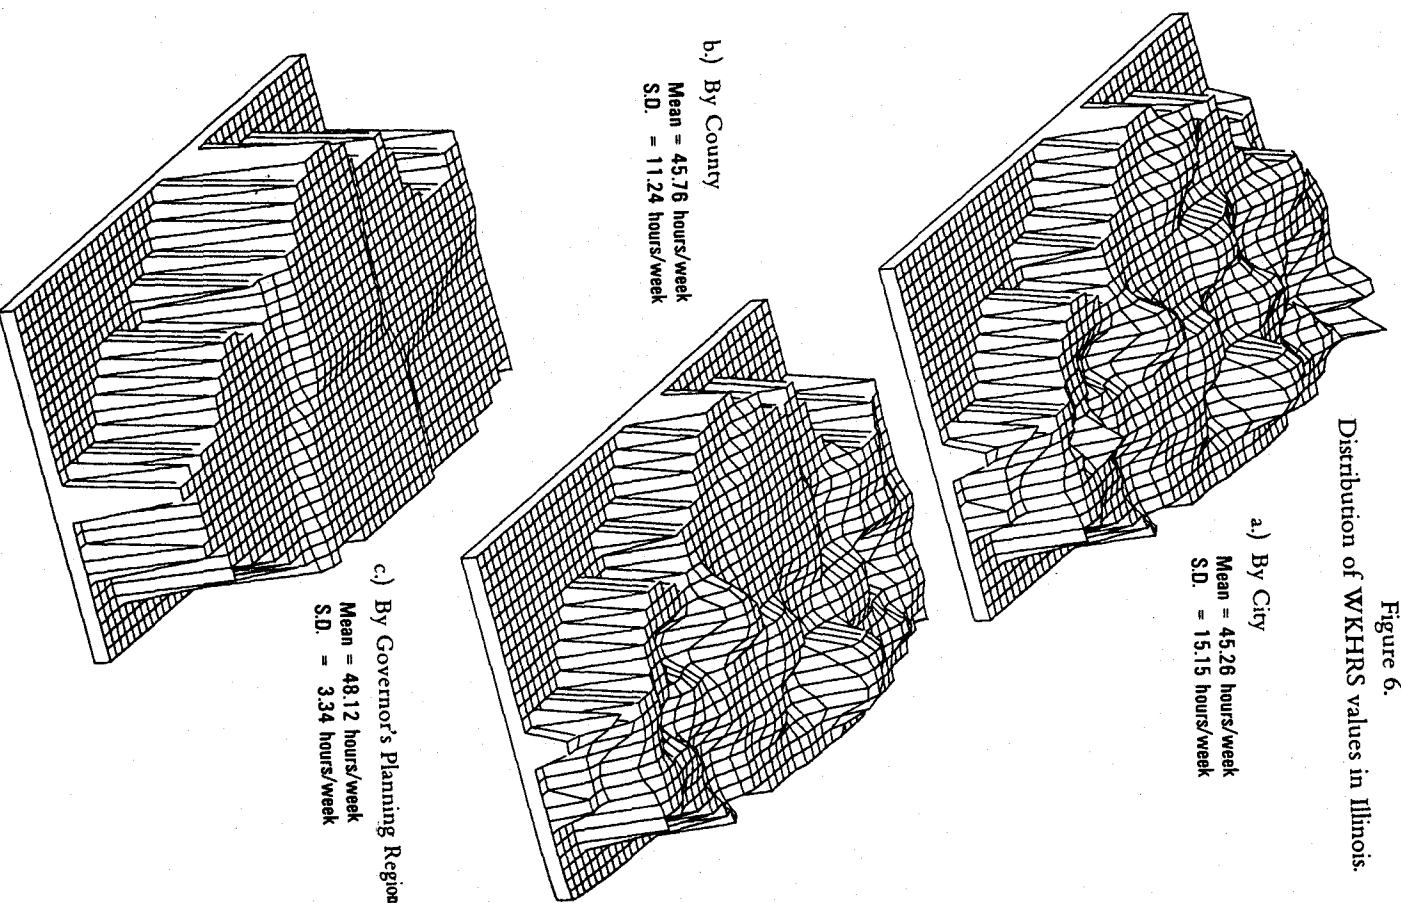 Figure 6.
Distribution of WKHRS values in Illinois.
a.) By City
Mean = 45.26 hours/week
S.D. = 15.15 hours/week
b.) By County
Mean = 45.76 hours/week
S.D. = 11.24 hours/week
c.) By Governor's Planning Region
Mean = 48.12 hours/week
S.D. = 3.34 hours/week